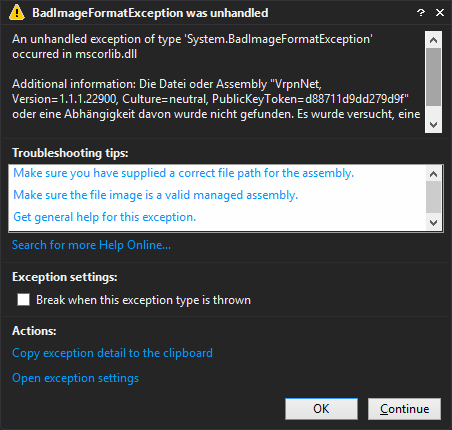 BadImageFormatException was unhandled
An unhandled exception of type 'System.BadImageFormatException'
occurred in mscorlib.dll
Additional information: Die Datei oder Assembly "VrpnNet,
Version=1.1.1.22900, Culture=neutral, PublicKeyToken=d88711d9dd279d9f"
oder eine Abhängigkeit davon wurde nicht gefunden. Es wurde versucht, eine
Troubleshooting tips:
Make sure you have supplied a correct file path for the assembly.
Make sure the file image is a valid managed assembly.
Get general help for this exception.
Search for more Help Online...
Exception settings:
Break when this exception type is thrown
Actions:
Copy exception detail to the clipboard
Open exception settings
OK Continue